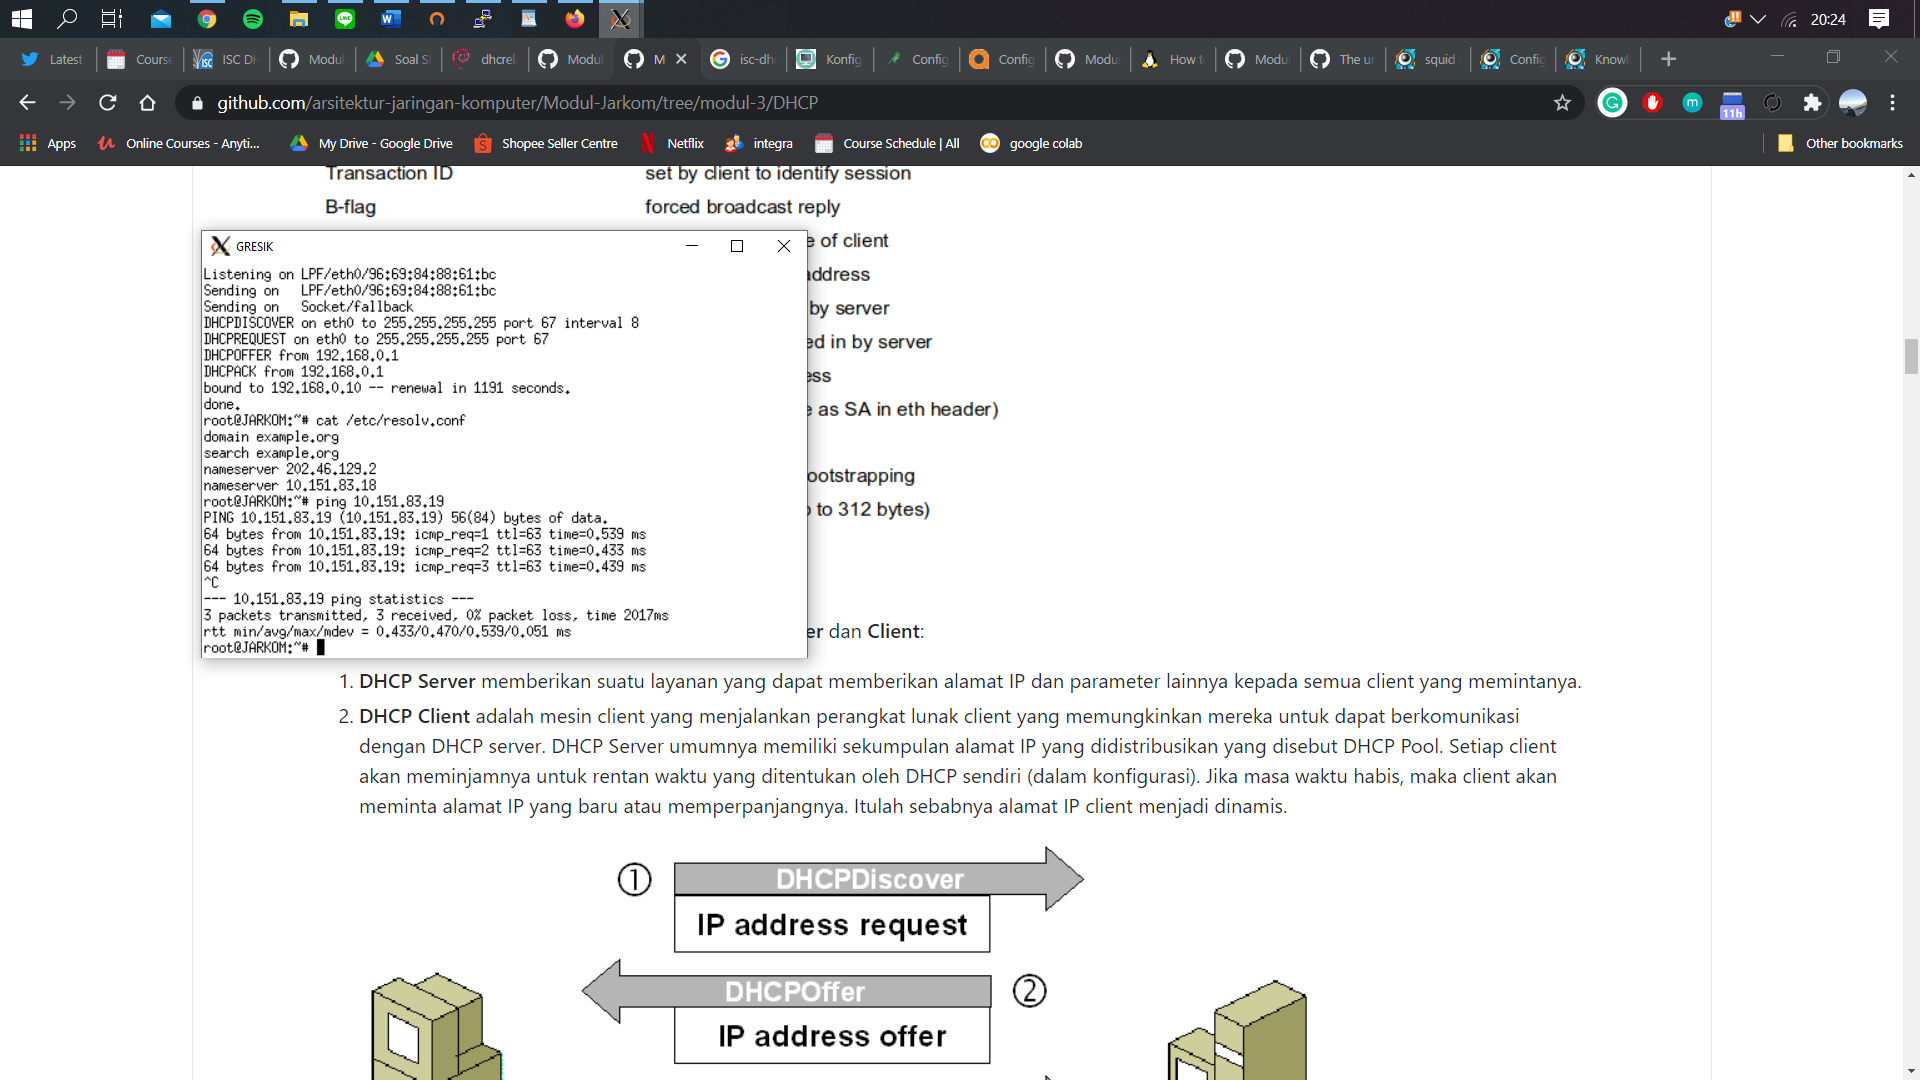 20:24
Latest
Course
ISC DH
Modul
Soal S
dhcrel
Modul
M
isc-dh
Konfig
Config
Config
Modu
How t
Modul
The ur
squid
Config
Knowl
github.com/arsitektur-jaringan-komputer/Modul-Jarkom/tree/modul-3/DHCP
11h
Apps
Online Courses - Anyti...
My Drive - Google Drive
Shopee Seller Centre
Netflix
integra
Course Schedule | All
google colab
Other bookmarks
Transaction ID set by client to identify session
B-flag forced broadcast reply
e of client
address
by server
ed in by server
ess
e as SA in eth header)
ootstrapping
to 312 bytes)
GRESIK
Listening on LPF/eth0/96:69:84:88:61:bc
Sending on   LPF/eth0/96:69:84:88:61:bc
Sending on   Socket/fallback
DHCPDISCOVER on eth0 to 255.255.255.255 port 67 interval 8
DHCPREQUEST on eth0 to 255.255.255.255 port 67
DHCPOFFER from 192.168.0.1
DHCPACK from 192.168.0.1
bound to 192.168.0.10 -- renewal in 1191 seconds.
done.
root@JARKOM:~# cat /etc/resolv.conf
domain example.org
search example.org
nameserver 202.46.129.2
nameserver 10.151.83.18
root@JARKOM:~# ping 10.151.83.19
PING 10.151.83.19 (10.151.83.19) 56(84) bytes of data.
64 bytes from 10.151.83.19: icmp_req=1 ttl=63 time=0.539 ms
64 bytes from 10.151.83.19: icmp_req=2 ttl=63 time=0.433 ms
64 bytes from 10.151.83.19: icmp_req=3 ttl=63 time=0.439 ms
^C
--- 10.151.83.19 ping statistics ---
3 packets transmitted, 3 received, 0% packet loss, time 2017ms
rtt min/avg/max/mdev = 0.433/0.470/0.539/0.051 ms
root@JARKOM:~#
er dan Client:
1. DHCP Server memberikan suatu layanan yang dapat memberikan alamat IP dan parameter lainnya kepada semua client yang memintanya.
2. DHCP Client adalah mesin client yang menjalankan perangkat lunak client yang memungkinkan mereka untuk dapat berkomunikasi
dengan DHCP server. DHCP Server umumnya memiliki sekumpulan alamat IP yang didistribusikan yang disebut DHCP Pool. Setiap client
akan meminjamnya untuk rentan waktu yang ditentukan oleh DHCP sendiri (dalam konfigurasi). Jika masa waktu habis, maka client akan
meminta alamat IP yang baru atau memperpanjangnya. Itulah sebabnya alamat IP client menjadi dinamis.
1 DHCPDiscover
IP address request
DHCPOffer 2
IP address offer